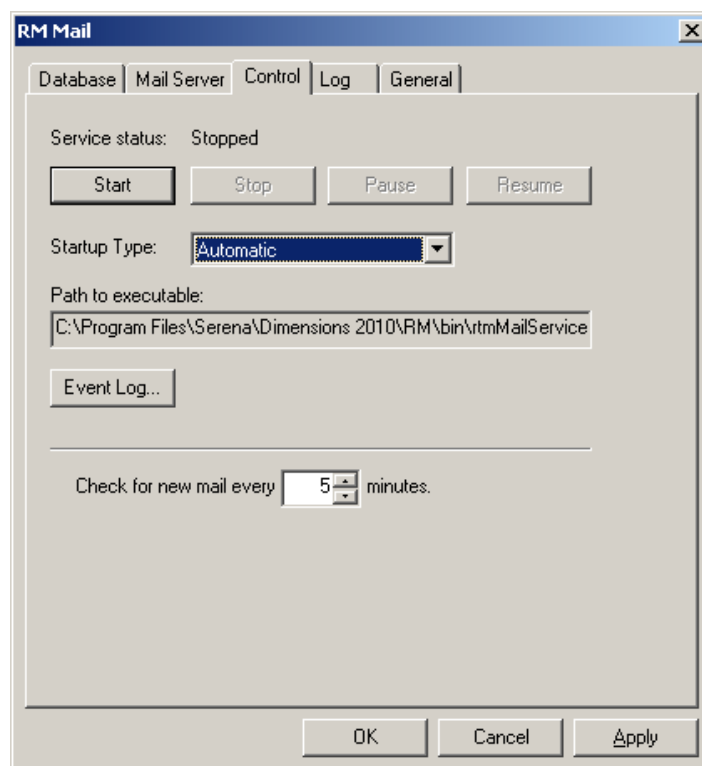 RM Mail
Database Mail Server Control Log General
Service status: Stopped
Start Stop Pause Resume
Startup Type: Automatic
Path to executable:
C:\Program Files\Serena\Dimensions 2010\RM\bin\rtmMailService
Event Log...
Check for new mail every 5 minutes.
OK Cancel Apply